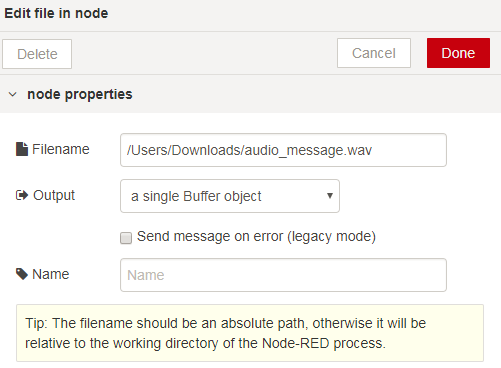 Edit file in node
Delete
Cancel
Done
node properties
Filename
/Users/Downloads/audio_message.wav
Output
a single Buffer object
Send message on error (legacy mode)
Name
Name
Tip: The filename should be an absolute path, otherwise it will be
relative to the working directory of the Node-RED process.